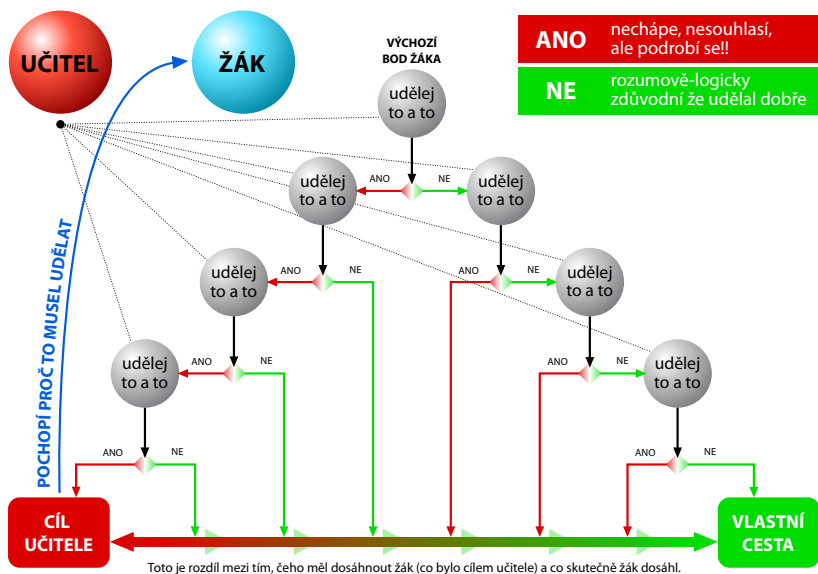 UČITEL
ŽÁK
VÝCHOZÍ
BOD ŽÁKA
ANO
nechápe, nesouhlasí,
ale podrobí se!!
NE
rozumově-logicky
zdůvodní že udělal dobře
udělej
to a to
ANO
NE
udělej
to a to
udělej
to a to
ANO
NE
ANO
NE
udělej
to a to
udělej
to a to
ANO
NE
ANO
NE
udělej
to a to
udělej
to a to
ANO
NE
ANO
NE
POCHOPÍ PROČ TO MUSEL UDĚLAT
CÍL
UČITELE
VLASTNÍ
CESTA
Toto je rozdíl mezi tím, čeho měl dosáhnout žák (co bylo cílem učitele) a co skutečně žák dosáhl.